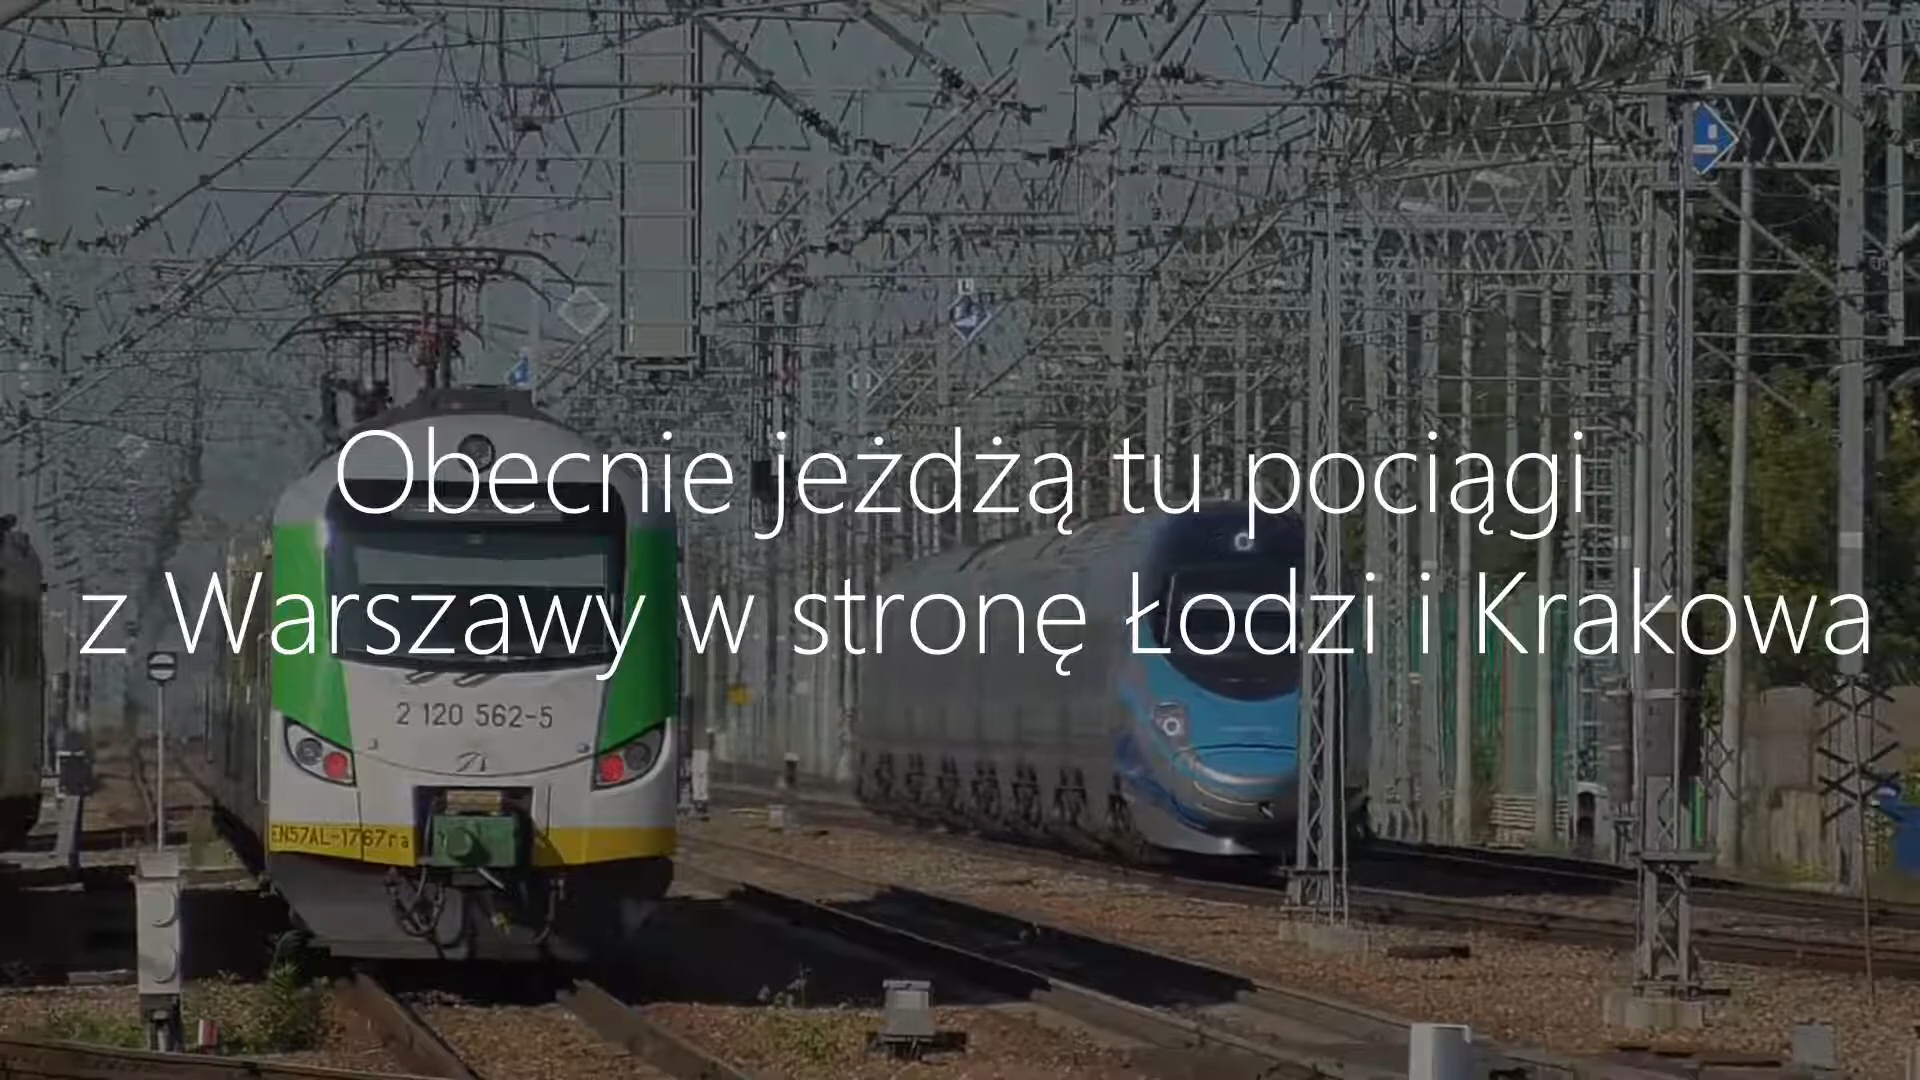 Obecnie jeżdżą tu pociągi
z Warszawy w stronę Łodzi i Krakowa
2 120 562-5
EN57AL-1767ra
L